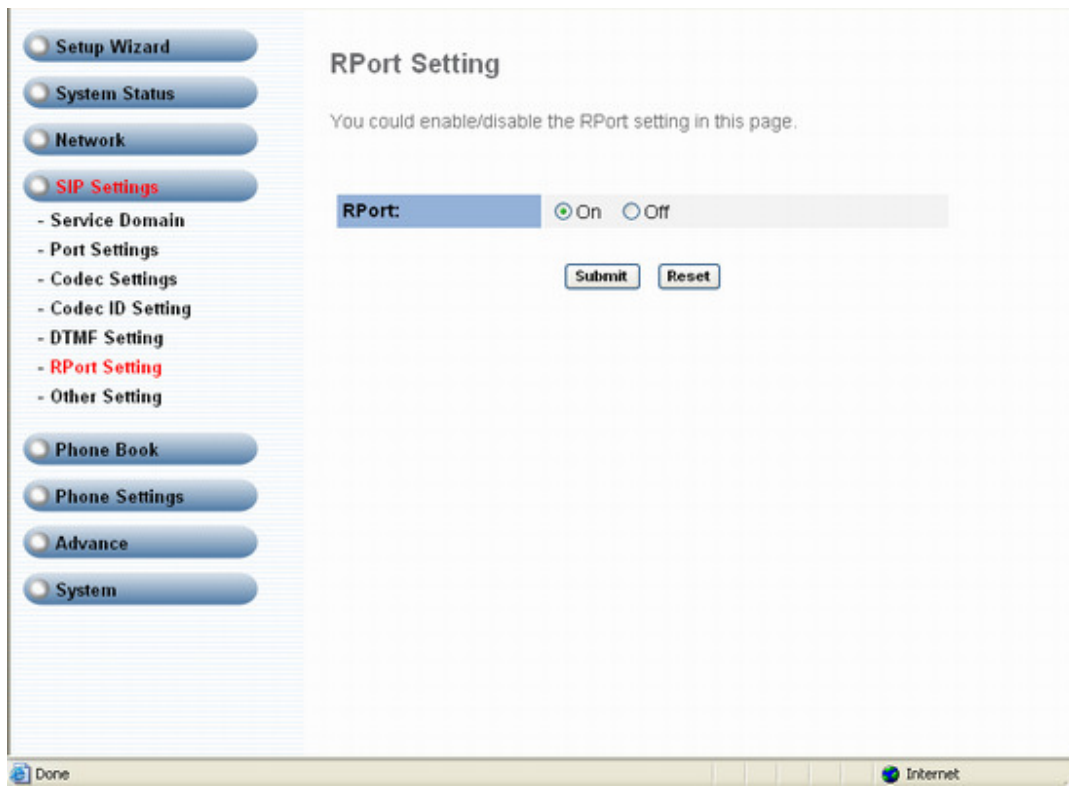 Setup Wizard
System Status
Network
SIP Settings
- Service Domain
- Port Settings
- Codec Settings
- Codec ID Setting
- DTMF Setting
- RPort Setting
- Other Setting
Phone Book
Phone Settings
Advance
System
RPort Setting
You could enable/disable the RPort setting in this page.
RPort: On Off
Submit Reset
Done Internet